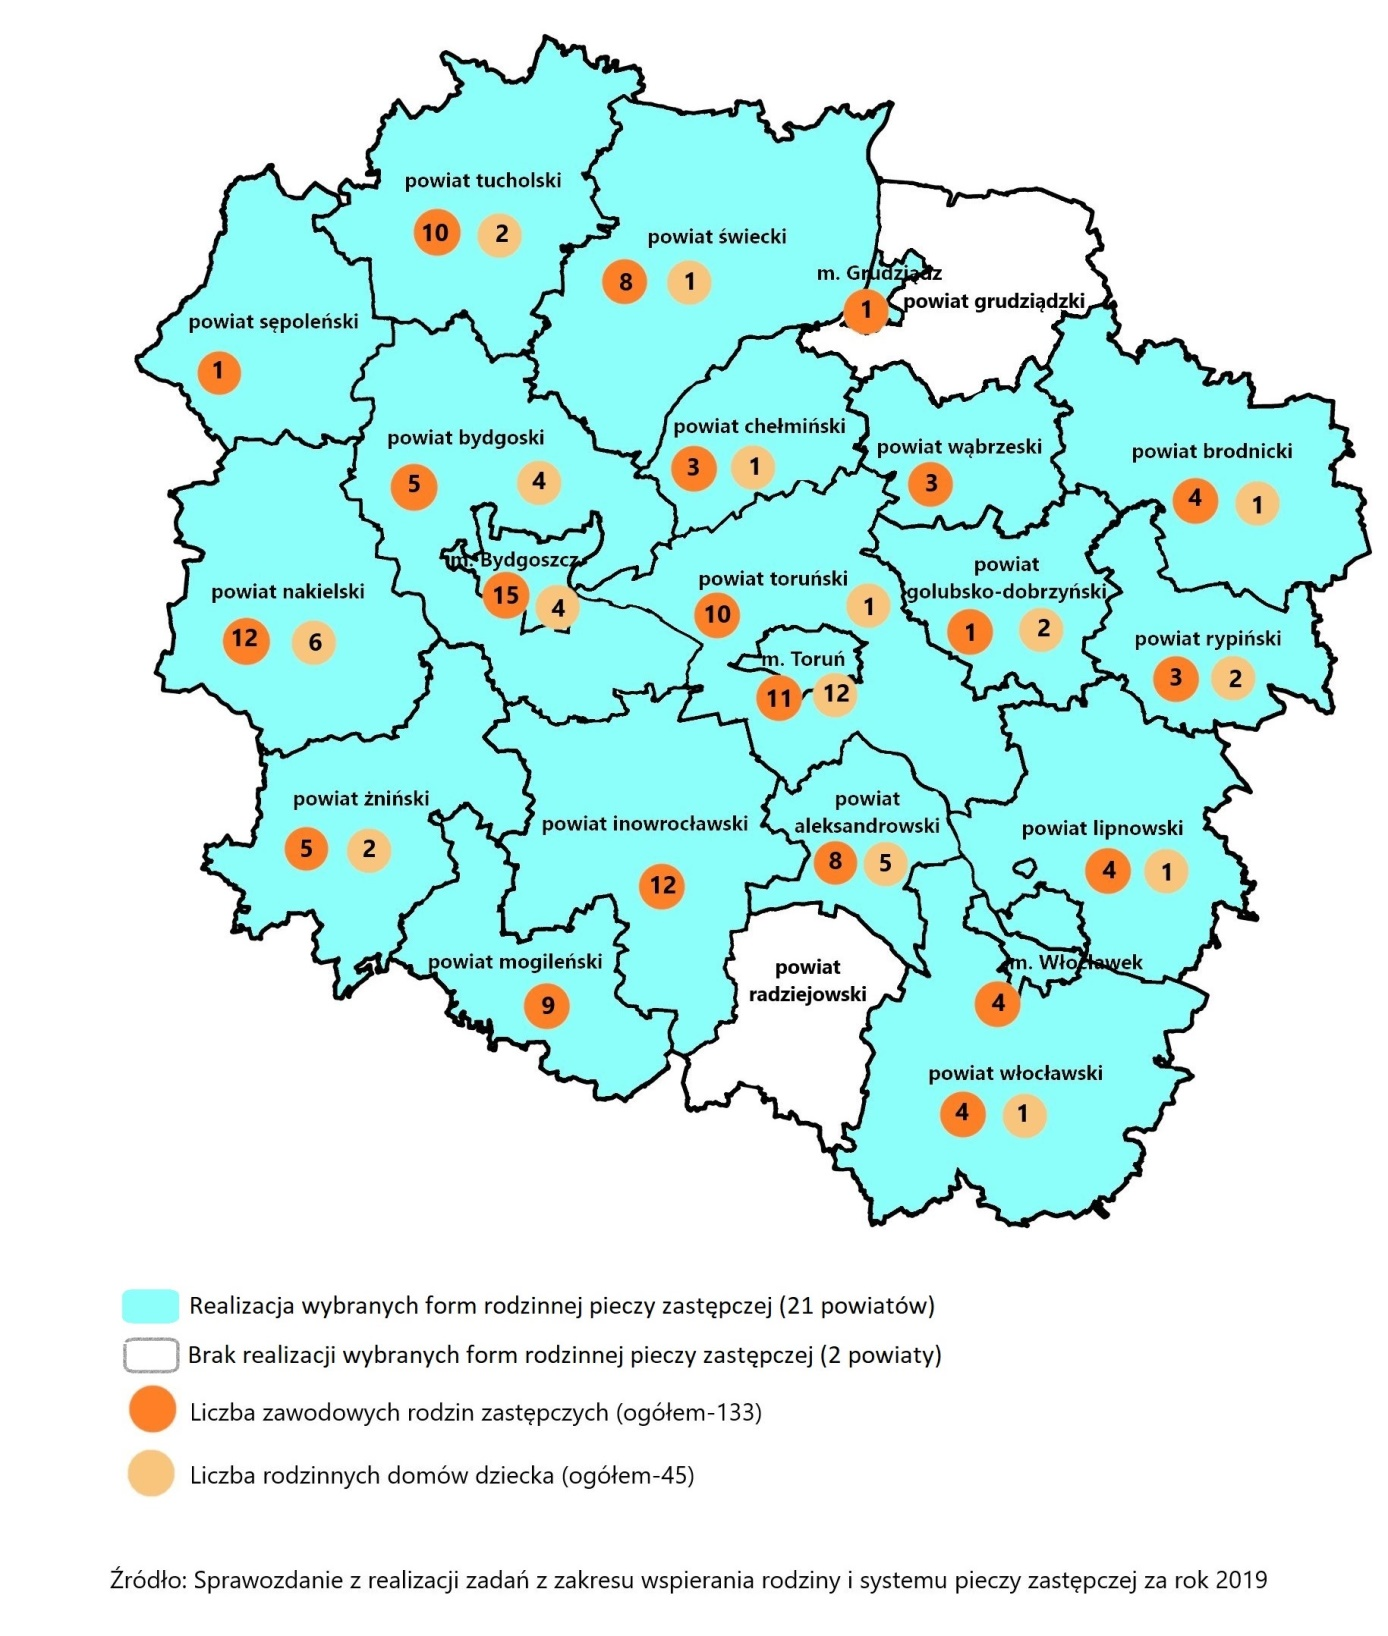 powiat tucholski
10 2
powiat świecki
8 1
m. Grudziądz
1
powiat grudziądzki
powiat sępoleński
1
powiat bydgoski
5 4
powiat chełmiński
3 1
powiat wąbrzeski
3
powiat brodnicki
4 1
m. Bydgoszcz
15 4
powiat nakielski
12 6
powiat toruński
10 1
powiat
golubsko-dobrzyński
1 2
powiat rypiński
3 2
m. Toruń
11 12
powiat żniński
5 2
powiat inowrocławski
12
powiat
aleksandrowski
8 5
powiat lipnowski
4 1
powiat mogileński
9
powiat
radziejowski
m. Włocławek
4
powiat włocławski
4 1
Realizacja wybranych form rodzinnej pieczy zastępczej (21 powiatów)
Brak realizacji wybranych form rodzinnej pieczy zastępczej (2 powiaty)
Liczba zawodowych rodzin zastępczych (ogółem-133)
Liczba rodzinnych domów dziecka (ogółem-45)
Źródło: Sprawozdanie z realizacji zadań z zakresu wspierania rodziny i systemu pieczy zastępczej za rok 2019